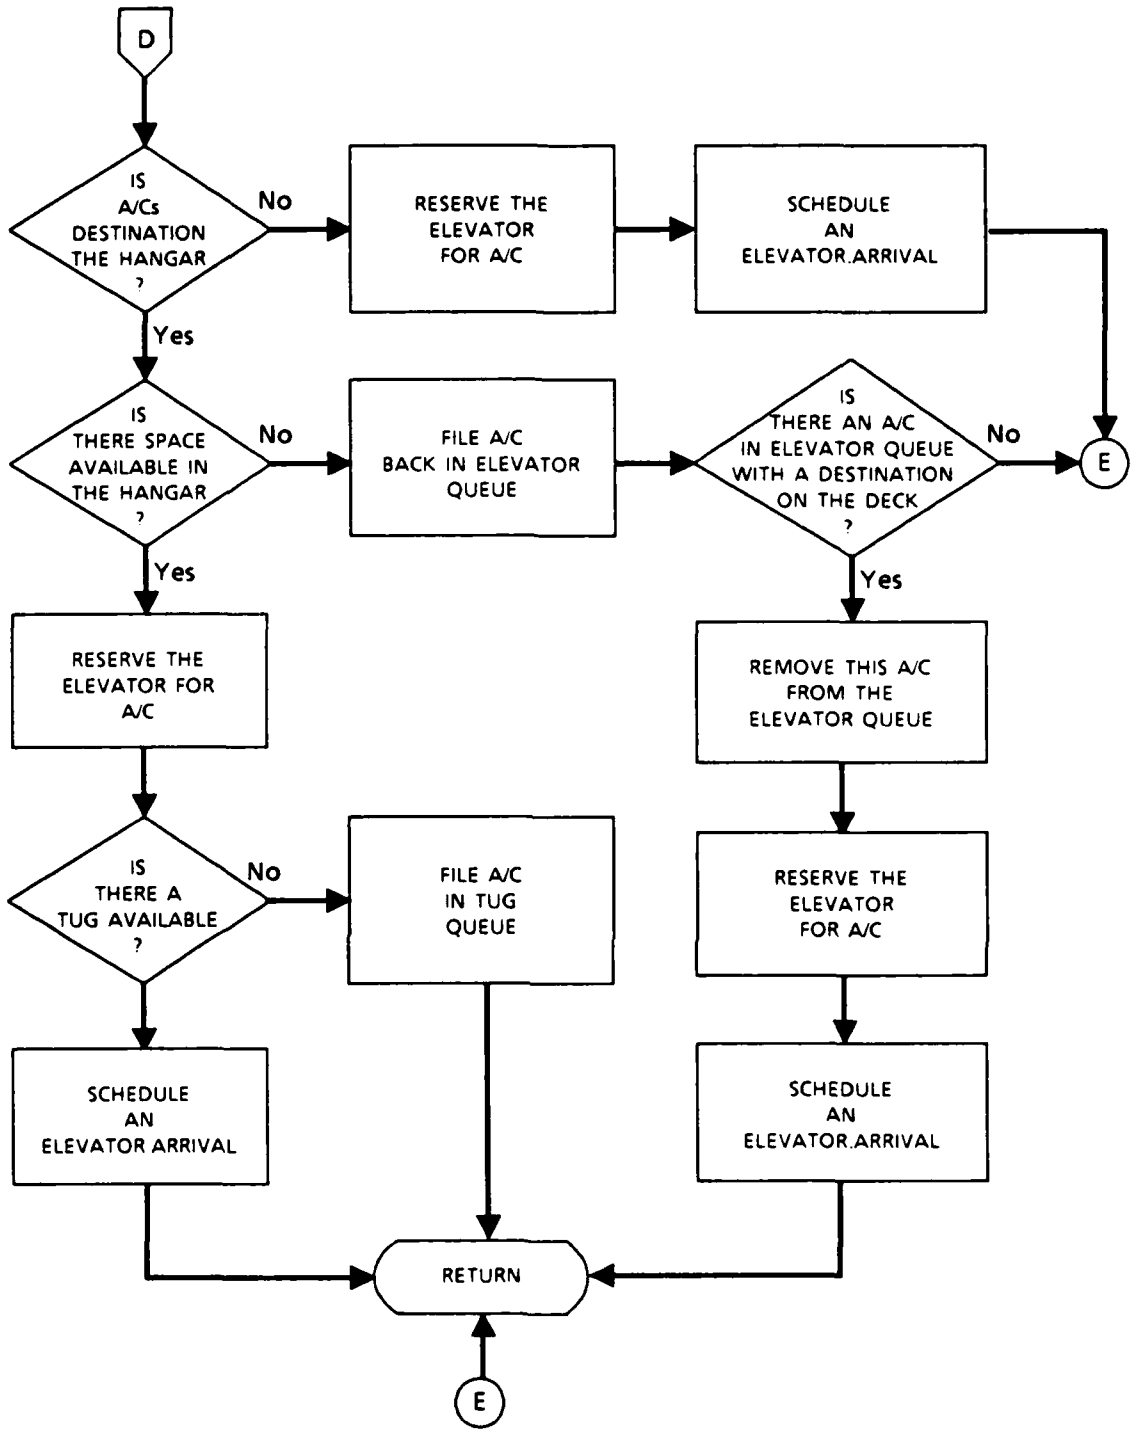 D
IS
A/Cs
DESTINATION
THE HANGAR
?
No
RESERVE THE
ELEVATOR
FOR A/C
SCHEDULE
AN
ELEVATOR.ARRIVAL
Yes
IS
THERE SPACE
AVAILABLE IN
THE HANGAR
?
No
FILE A/C
BACK IN ELEVATOR
QUEUE
IS
THERE AN A/C
IN ELEVATOR QUEUE
WITH A DESTINATION
ON THE DECK
?
No
E
Yes
RESERVE THE
ELEVATOR FOR
A/C
Yes
REMOVE THIS A/C
FROM THE
ELEVATOR QUEUE
IS
THERE A
TUG AVAILABLE
?
No
FILE A/C
IN TUG
QUEUE
RESERVE THE
ELEVATOR
FOR A/C
SCHEDULE
AN
ELEVATOR.ARRIVAL
SCHEDULE
AN
ELEVATOR.ARRIVAL
RETURN
E